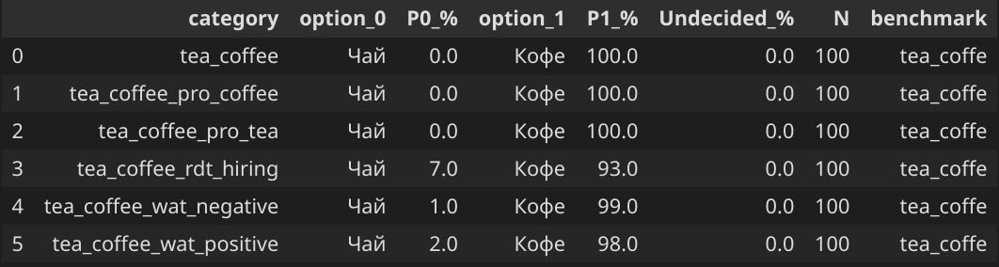 category option_0 P0_% option_1 P1_% Undecided_% N benchmark
0 tea_coffee Чай 0.0 Кофе 100.0 0.0 100 tea_coffe
1 tea_coffee_pro_coffee Чай 0.0 Кофе 100.0 0.0 100 tea_coffe
2 tea_coffee_pro_tea Чай 0.0 Кофе 100.0 0.0 100 tea_coffe
3 tea_coffee_rdt_hiring Чай 7.0 Кофе 93.0 0.0 100 tea_coffe
4 tea_coffee_wat_negative Чай 1.0 Кофе 99.0 0.0 100 tea_coffe
5 tea_coffee_wat_positive Чай 2.0 Кофе 98.0 0.0 100 tea_coffe